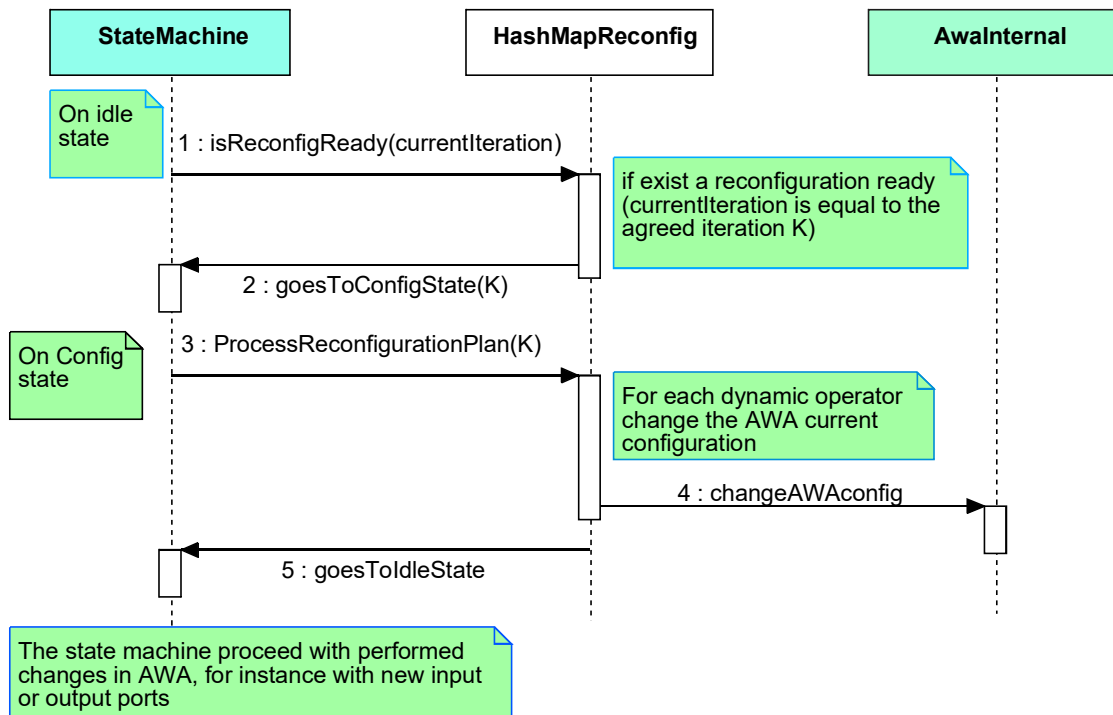 StateMachine
HashMapReconfig
AwaInternal
On idle
state
1 : isReconfigReady(currentIteration)
if exist a reconfiguration ready
(currentIteration is equal to the
agreed iteration K)
2 : goesToConfigState(K)
3 : ProcessReconfigurationPlan(K)
On Config
state
For each dynamic operator
change the AWA current
configuration
4 : changeAWAconfig
5 : goesToIdleState
The state machine proceed with performed
changes in AWA, for instance with new input
or output ports